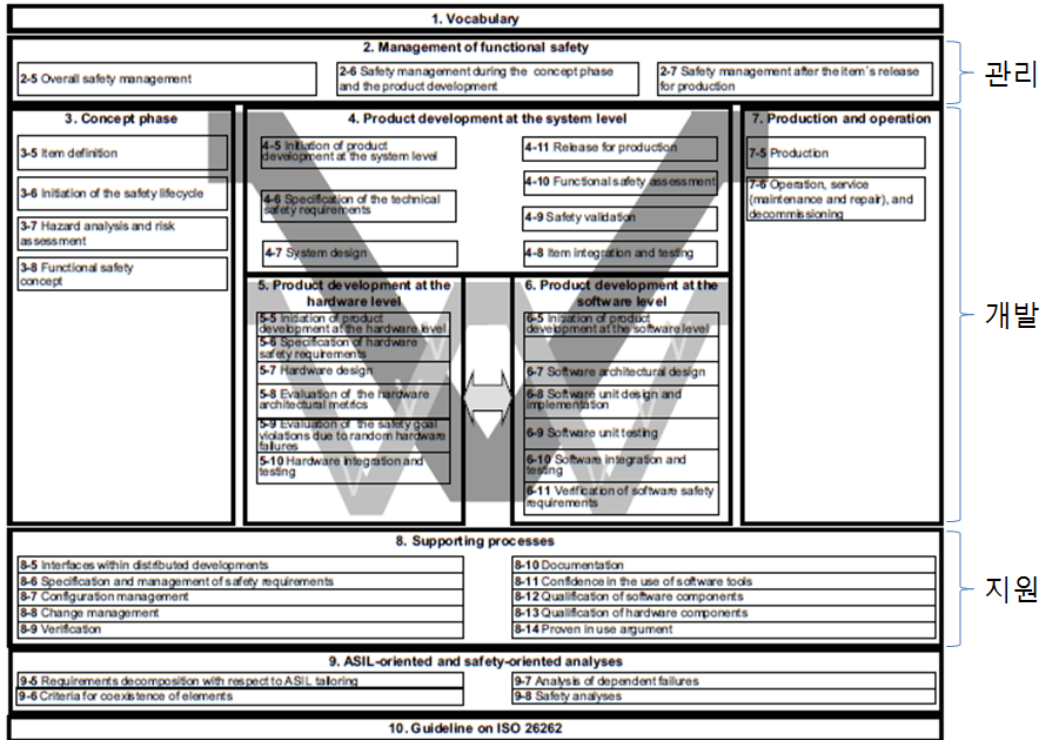 1. Vocabulary
2. Management of functional safety
2-5 Overall safety management
2-6 Safety management during the concept phase
and the product development
2-7 Safety management after the item´s release
for production
관리
3. Concept phase
3-5 Item definition
3-6 Initiation of the safety lifecycle
3-7 Hazard analysis and risk
assessment
3-8 Functional safety
concept
4. Product development at the system level
4-5 Initiation of product
development at the system level
4-6 Specification of the technical
safety requirements
4-7 System design
4-11 Release for production
4-10 Functional safety assessment
4-9 Safety validation
4-8 Item integration and testing
7. Production and operation
7-5 Production
7-6 Operation, service
(maintenance and repair), and
decommissioning
5. Product development at the
hardware level
5-5 Initiation of product
development at the hardware level
5-6 Specification of hardware
safety requirements
5-7 Hardware design
5-8 Evaluation of the hardware
architectural metrics
5-9 Evaluation of the safety goal
violations due to random hardware
failures
5-10 Hardware integration and
testing
6. Product development at the
software level
6-5 Initiation of product
development at the software level
6-7 Software architectural design
6-8 Software unit design and
implementation
6-9 Software unit testing
6-10 Software integration and
testing
6-11 Verification of software safety
requirements
개발
8. Supporting processes
8-5 Interfaces within distributed developments
8-6 Specification and management of safety requirements
8-7 Configuration management
8-8 Change management
8-9 Verification
8-10 Documentation
8-11 Confidence in the use of software tools
8-12 Qualification of software components
8-13 Qualification of hardware components
8-14 Proven in use argument
지원
9. ASIL-oriented and safety-oriented analyses
9-5 Requirements decomposition with respect to ASIL tailoring
9-6 Criteria for coexistence of elements
9-7 Analysis of dependent failures
9-8 Safety analyses
10. Guideline on ISO 26262